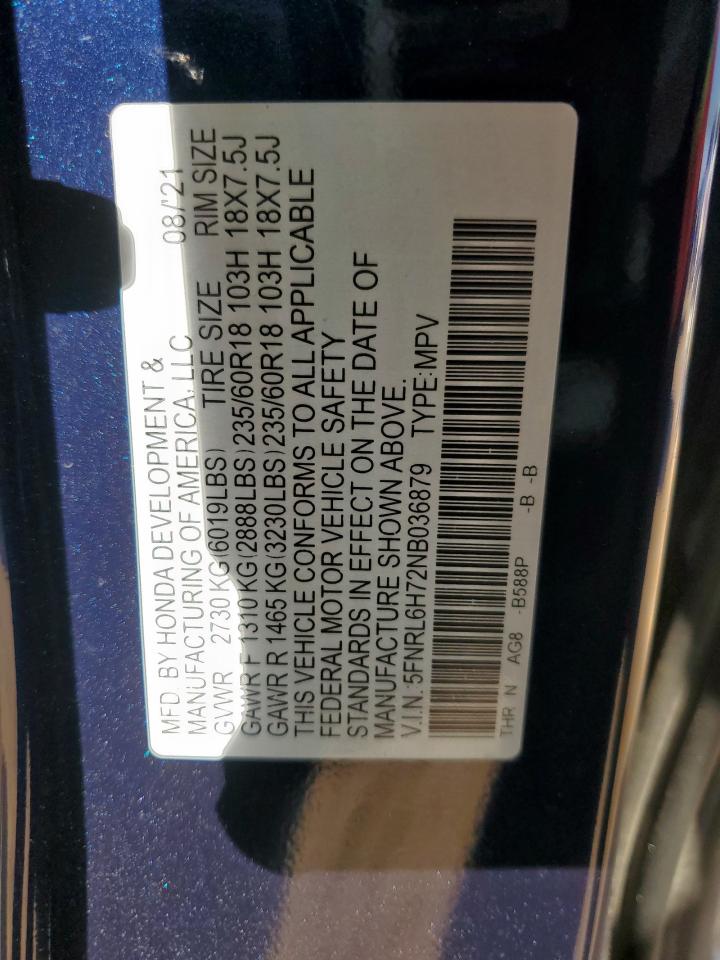 MFD. BY HONDA DEVELOPMENT &
MANUFACTURING OF AMERICA, LLC 08/'21
GVWR 2730 KG (6019LBS) TIRE SIZE RIM SIZE
GAWR F 1310 KG (2888LBS) 235/60R18 103H 18X7.5J
GAWR R 1465 KG (3230LBS) 235/60R18 103H 18X7.5J
THIS VEHICLE CONFORMS TO ALL APPLICABLE
FEDERAL MOTOR VEHICLE SAFETY
STANDARDS IN EFFECT ON THE DATE OF
MANUFACTURE SHOWN ABOVE.
V.I.N.:5FNRL6H72NB036879 TYPE:MPV
THR N AG8 -B588P -B -B